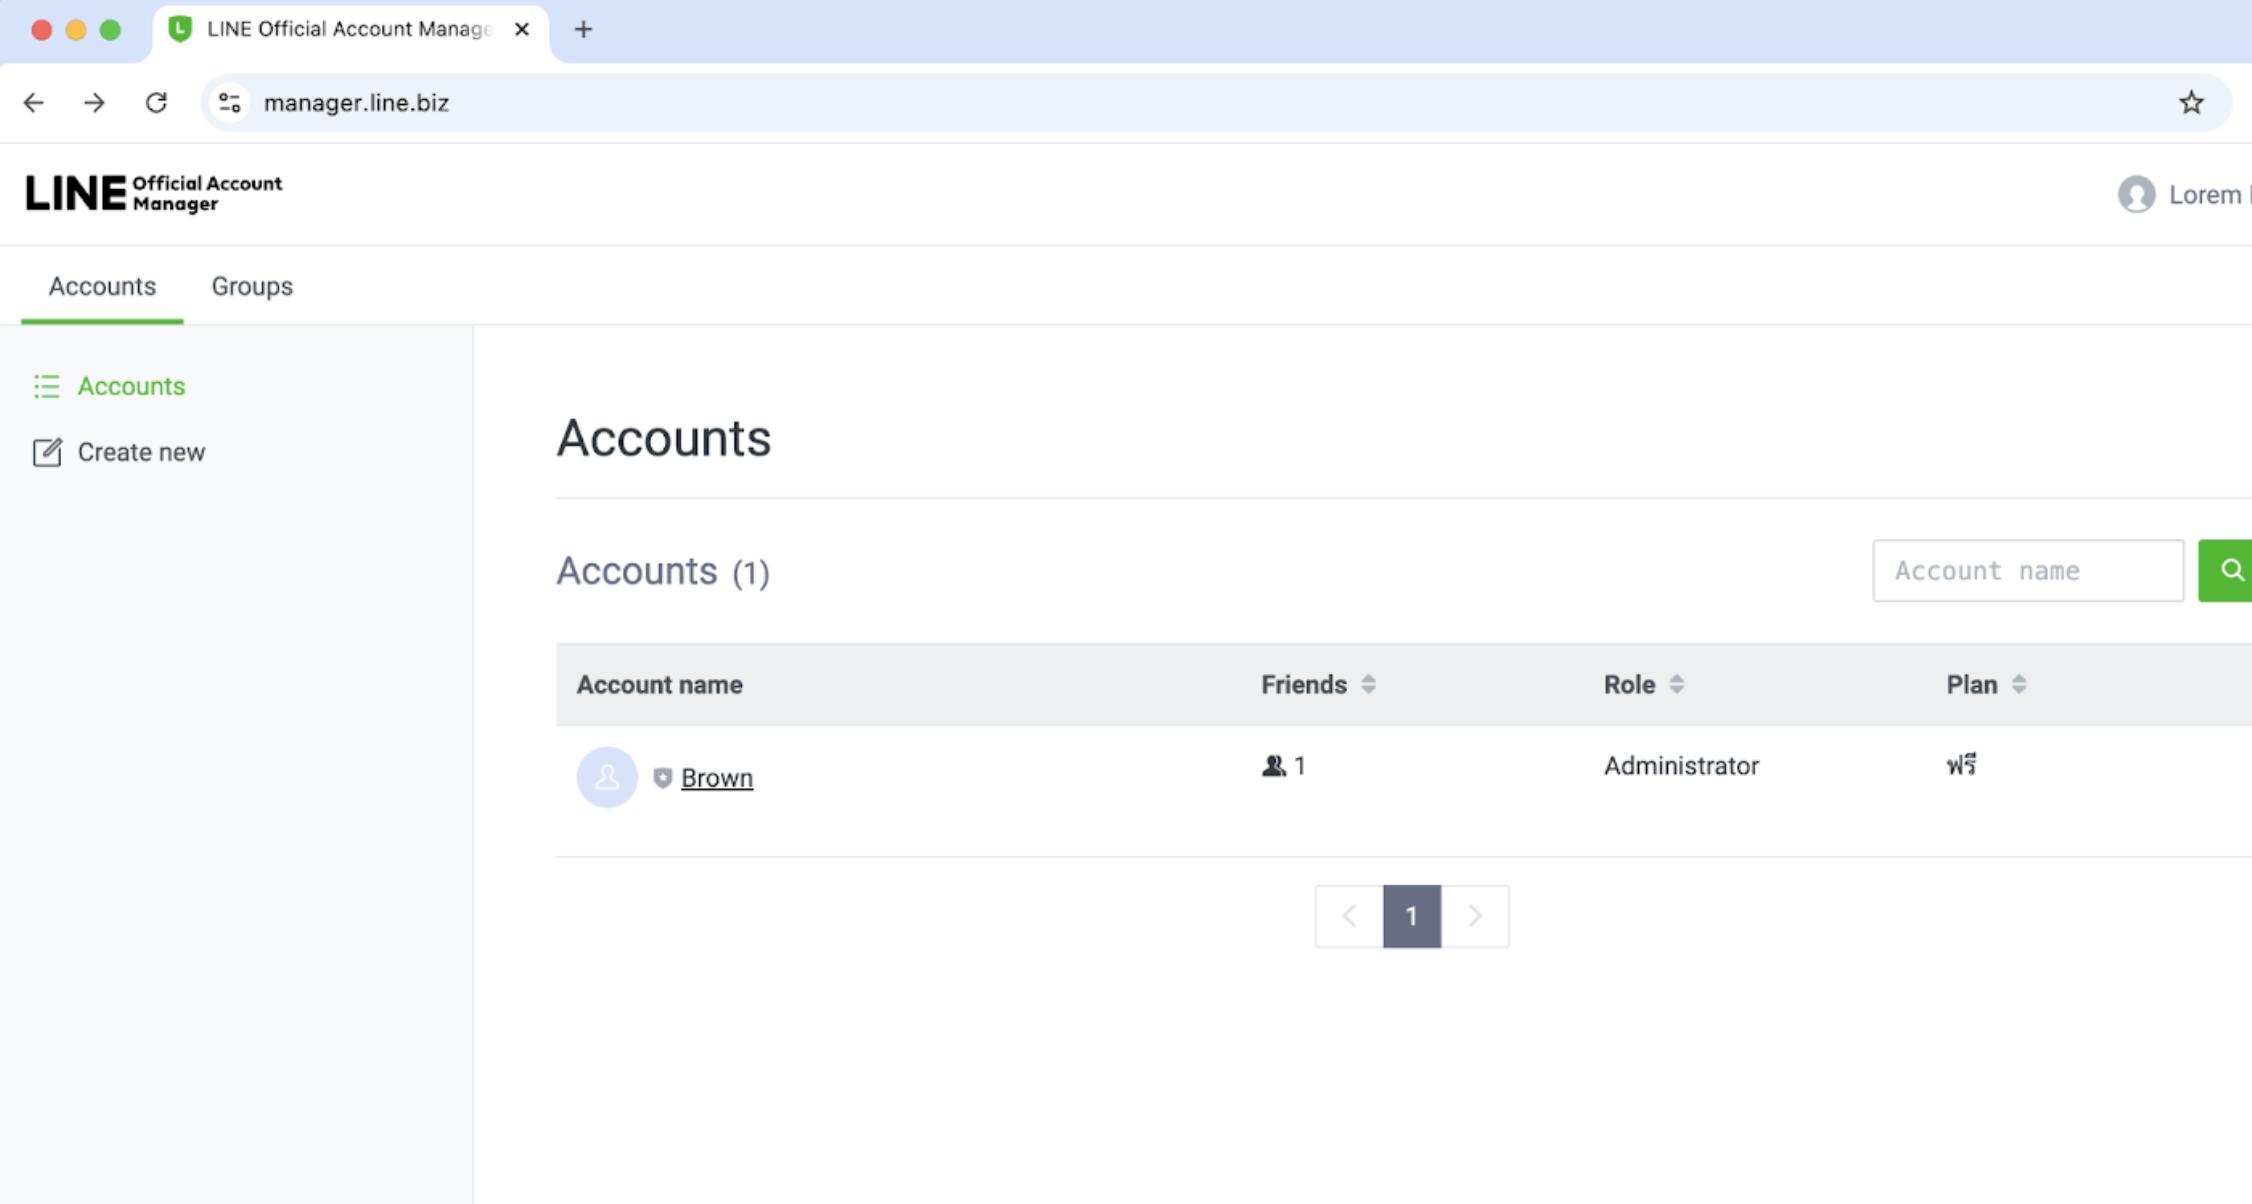 LINE Official Account Manage
manager.line.biz
LINE Official Account Manager
Lorem
Accounts Groups
Accounts
Create new
Accounts
Accounts (1)
Account name
Account name Friends Role Plan
Brown 1 Administrator ฟรี
1